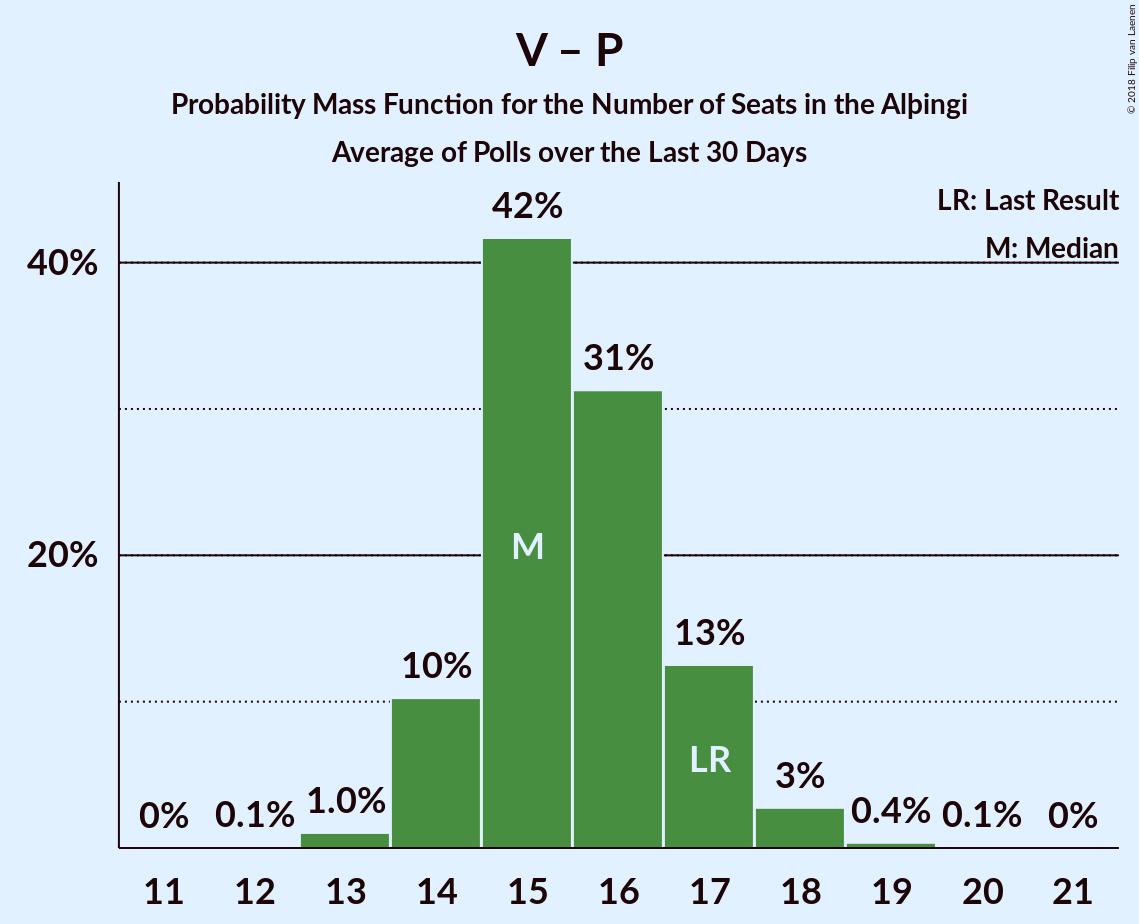 V – P
Probability Mass Function for the Number of Seats in the Alþingi
Average of Polls over the Last 30 Days
© 2018 Filip van Laenen
LR: Last Result
M: Median
40%
20%
0%
0.1%
1.0%
10%
42%
31%
13%
3%
0.4%
0.1%
0%
M
LR
11 12 13 14 15 16 17 18 19 20 21